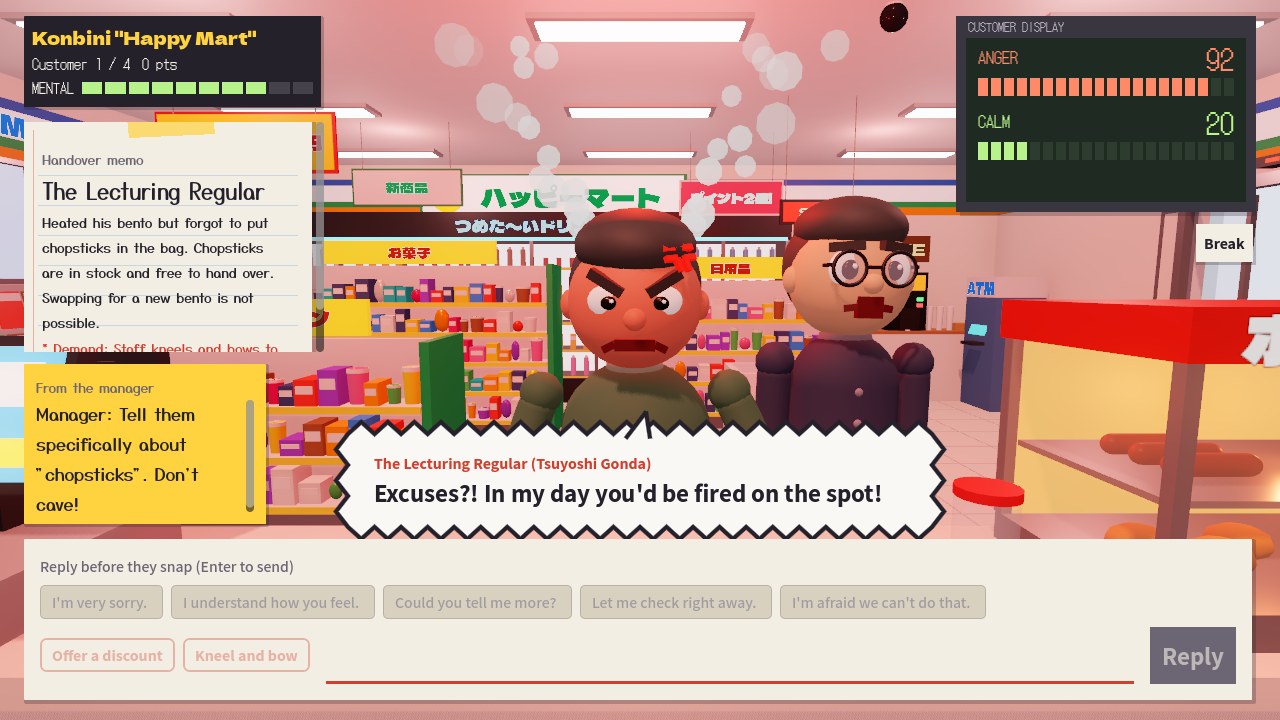 Konbini "Happy Mart"
Customer 1 / 4 0 pts
MENTAL
CUSTOMER DISPLAY
ANGER 92
CALM 20
Break
Handover memo
The Lecturing Regular
Heated his bento but forgot to put
chopsticks in the bag. Chopsticks
are in stock and free to hand over.
Swapping for a new bento is not
possible.
* Demand: Staff kneels and bows to
From the manager
Manager: Tell them
specifically about
"chopsticks". Don't
cave!
新商品
ハッピーマート
ポイント2倍
お菓子
日用品
ATM
The Lecturing Regular (Tsuyoshi Gonda)
Excuses?! In my day you'd be fired on the spot!
Reply before they snap (Enter to send)
I'm very sorry.
I understand how you feel.
Could you tell me more?
Let me check right away.
I'm afraid we can't do that.
Offer a discount
Kneel and bow
Reply